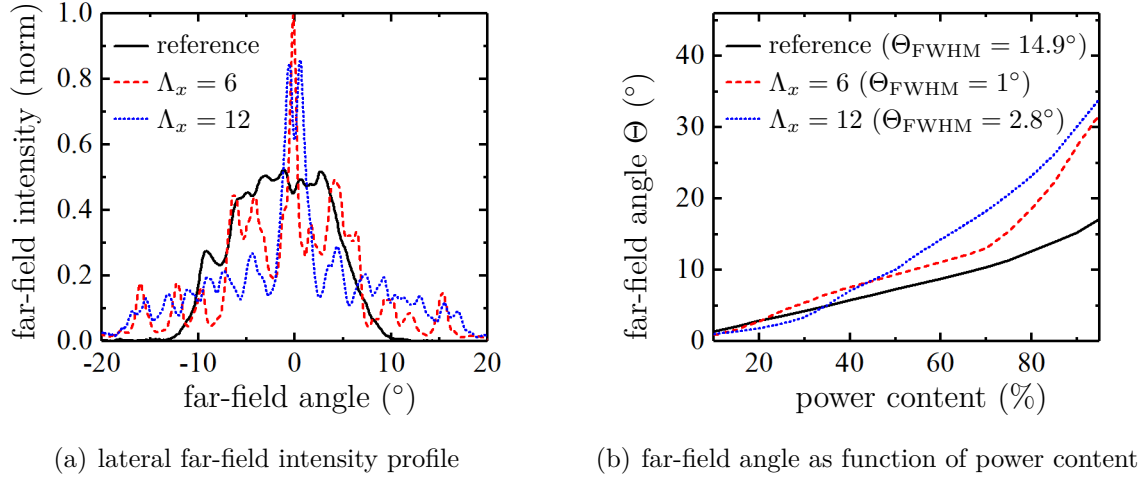 far-field intensity (norm)
1.0
0.8
0.6
0.4
0.2
0.0
reference
Λx = 6
Λx = 12
-20 -10 0 10 20
far-field angle (°)
(a) lateral far-field intensity profile
far-field angle Θ (°)
40
30
20
10
0
reference (ΘFWHM = 14.9°)
Λx = 6 (ΘFWHM = 1°)
Λx = 12 (ΘFWHM = 2.8°)
20 40 60 80
power content (%)
(b) far-field angle as function of power content